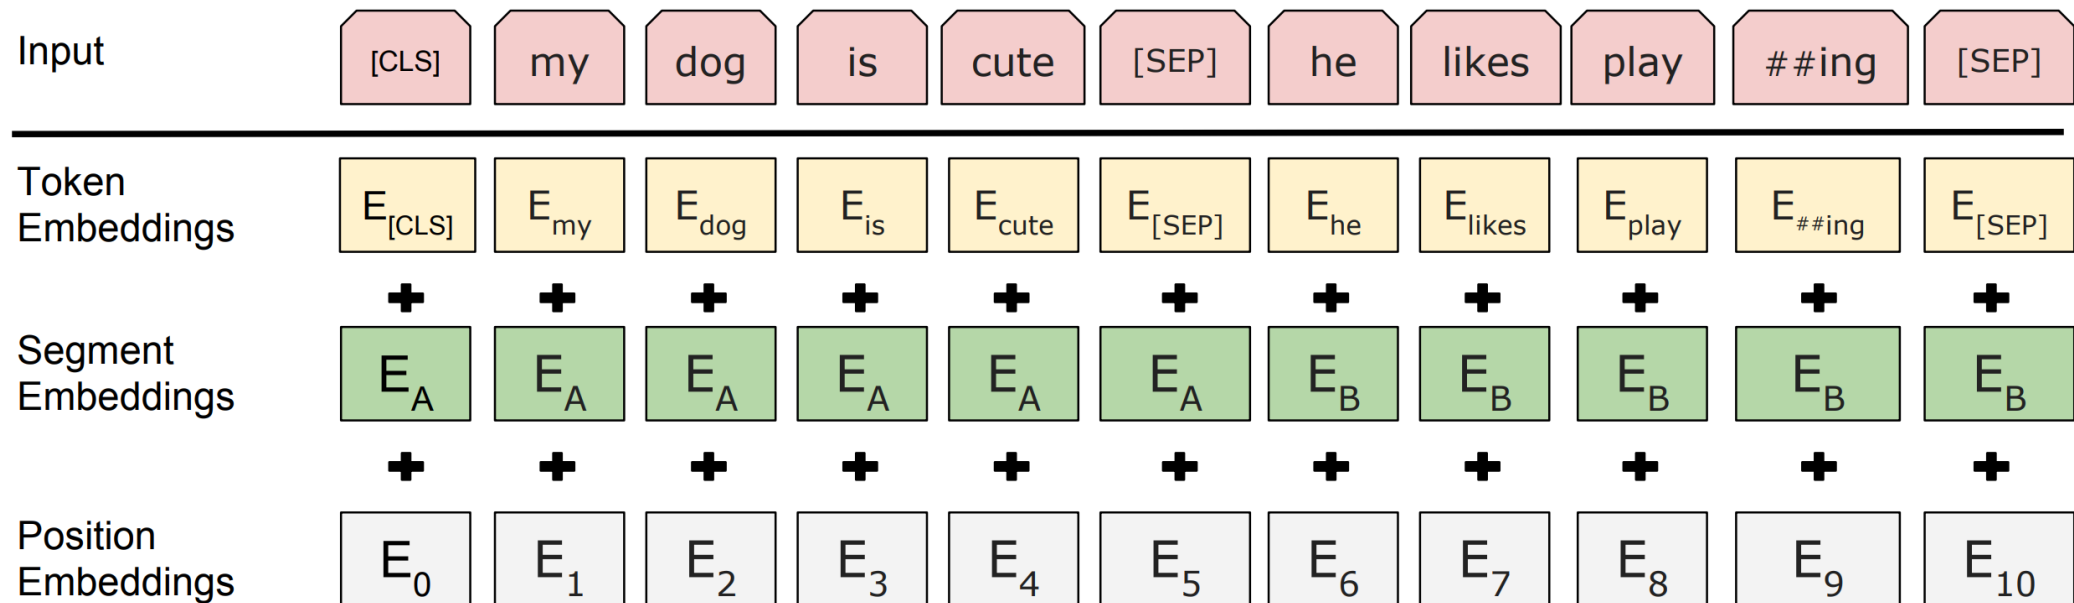 Input [CLS] my dog is cute [SEP] he likes play ##ing [SEP]
Token
Embeddings E[CLS] Emy Edog Eis Ecute E[SEP] Ehe Elikes Eplay E##ing E[SEP]
+ + + + + + + + + + +
Segment
Embeddings EA EA EA EA EA EA EB EB EB EB EB
+ + + + + + + + + + +
Position
Embeddings E0 E1 E2 E3 E4 E5 E6 E7 E8 E9 E10